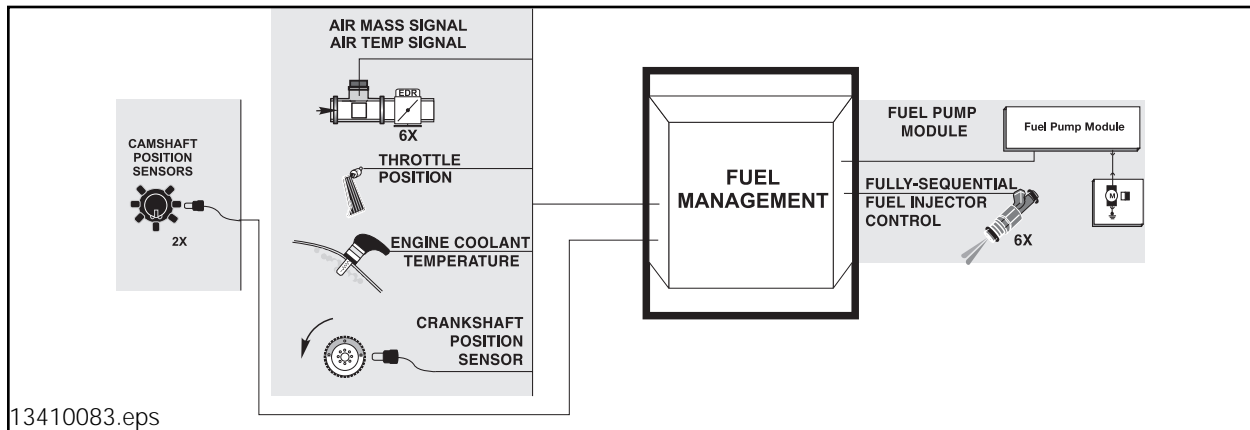 AIR MASS SIGNAL
AIR TEMP SIGNAL
EDR
6X
CAMSHAFT
POSITION
SENSORS
2X
THROTTLE
POSITION
ENGINE COOLANT
TEMPERATURE
CRANKSHAFT
POSITION
SENSOR
FUEL
MANAGEMENT
FUEL PUMP
MODULE
Fuel Pump Module
M
FULLY-SEQUENTIAL
FUEL INJECTOR
CONTROL
6X
13410083.eps